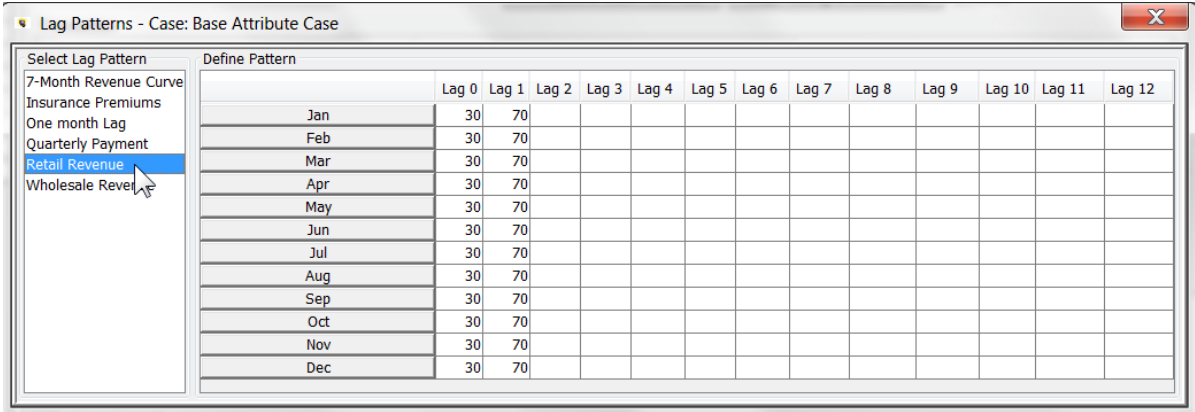 Lag Patterns - Case: Base Attribute Case
X
Select Lag Pattern
7-Month Revenue Curve
Insurance Premiums
One month Lag
Quarterly Payment
Retail Revenue
Wholesale Revenue
Define Pattern
Lag 0 Lag 1 Lag 2 Lag 3 Lag 4 Lag 5 Lag 6 Lag 7 Lag 8 Lag 9 Lag 10 Lag 11 Lag 12
Jan 30 70
Feb 30 70
Mar 30 70
Apr 30 70
May 30 70
Jun 30 70
Jul 30 70
Aug 30 70
Sep 30 70
Oct 30 70
Nov 30 70
Dec 30 70